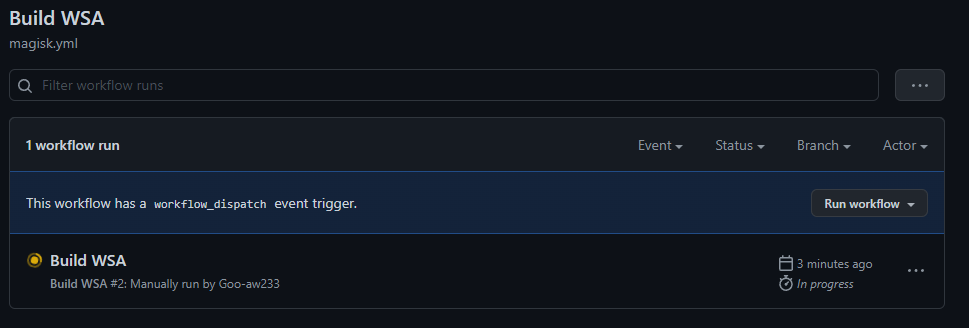 Build WSA
magisk.yml
Filter workflow runs
...
1 workflow run Event Status Branch Actor
This workflow has a workflow_dispatch event trigger. Run workflow
Build WSA
3 minutes ago
Build WSA #2: Manually run by Goo-aw233
In progress
...